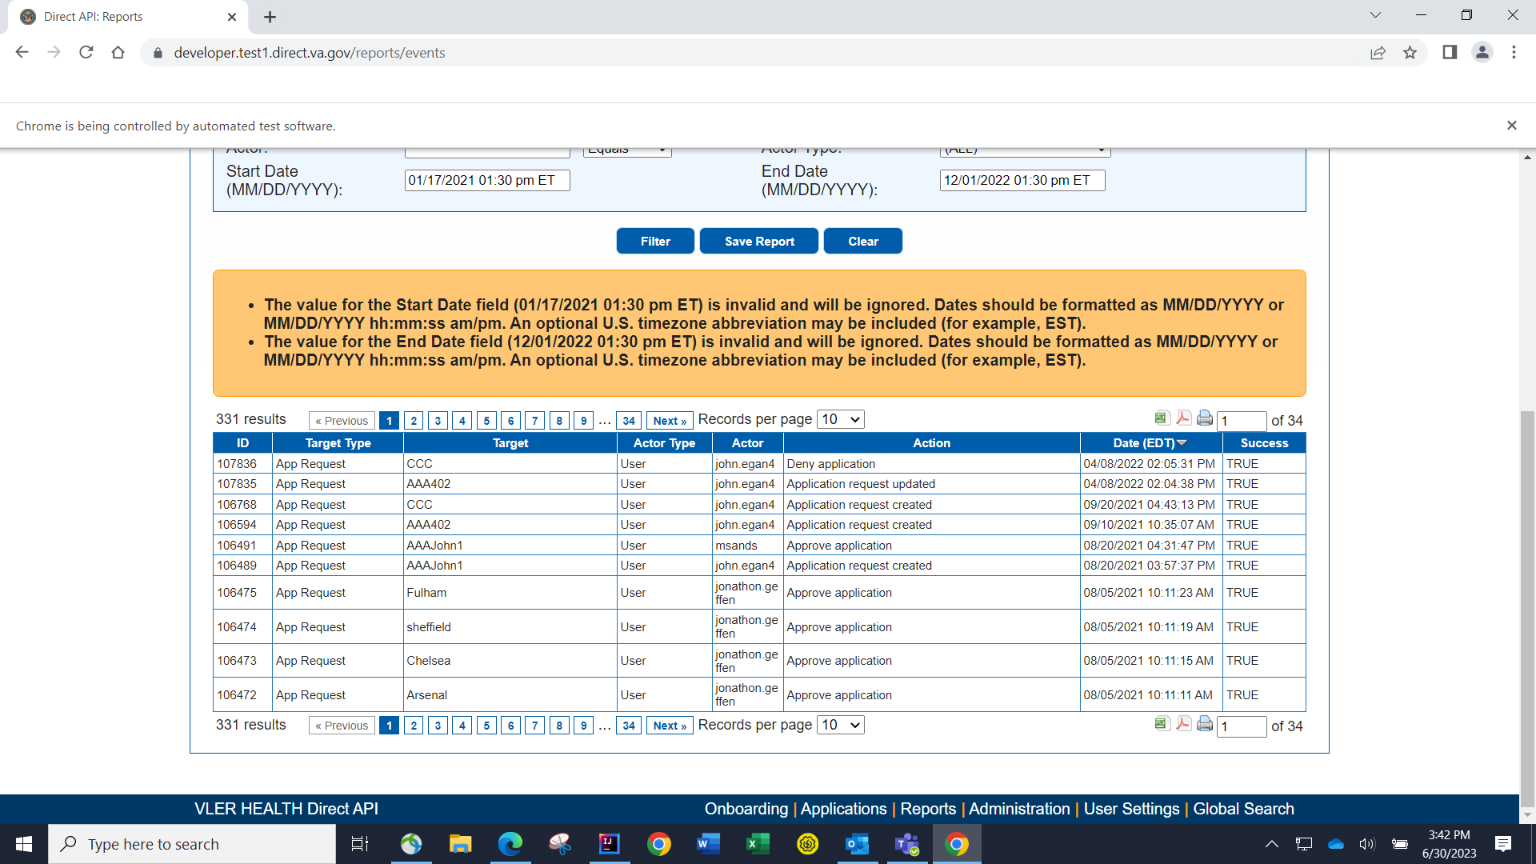 Direct API: Reports
developer.test1.direct.va.gov/reports/events
Chrome is being controlled by automated test software.
Actor: Equals Actor Type: (ALL)
Start Date
(MM/DD/YYYY): 01/17/2021 01:30 pm ET
End Date
(MM/DD/YYYY): 12/01/2022 01:30 pm ET
Filter Save Report Clear
• The value for the Start Date field (01/17/2021 01:30 pm ET) is invalid and will be ignored. Dates should be formatted as MM/DD/YYYY or
MM/DD/YYYY hh:mm:ss am/pm. An optional U.S. timezone abbreviation may be included (for example, EST).
• The value for the End Date field (12/01/2022 01:30 pm ET) is invalid and will be ignored. Dates should be formatted as MM/DD/YYYY or
MM/DD/YYYY hh:mm:ss am/pm. An optional U.S. timezone abbreviation may be included (for example, EST).
331 results « Previous 1 2 3 4 5 6 7 8 9 ... 34 Next » Records per page 10 1 of 34
ID Target Type Target Actor Type Actor Action Date (EDT) Success
107836 App Request CCC User john.egan4 Deny application 04/08/2022 02:05:31 PM TRUE
107835 App Request AAA402 User john.egan4 Application request updated 04/08/2022 02:04:38 PM TRUE
106768 App Request CCC User john.egan4 Application request created 09/20/2021 04:43:13 PM TRUE
106594 App Request AAA402 User john.egan4 Application request created 09/10/2021 10:35:07 AM TRUE
106491 App Request AAAJohn1 User msands Approve application 08/20/2021 04:31:47 PM TRUE
106489 App Request AAAJohn1 User john.egan4 Application request created 08/20/2021 03:57:37 PM TRUE
106475 App Request Fulham User jonathon.ge
ffen Approve application 08/05/2021 10:11:23 AM TRUE
106474 App Request sheffield User jonathon.ge
ffen Approve application 08/05/2021 10:11:19 AM TRUE
106473 App Request Chelsea User jonathon.ge
ffen Approve application 08/05/2021 10:11:15 AM TRUE
106472 App Request Arsenal User jonathon.ge
ffen Approve application 08/05/2021 10:11:11 AM TRUE
331 results « Previous 1 2 3 4 5 6 7 8 9 ... 34 Next » Records per page 10 1 of 34
VLER HEALTH Direct API Onboarding | Applications | Reports | Administration | User Settings | Global Search
Type here to search
3:42 PM
6/30/2023